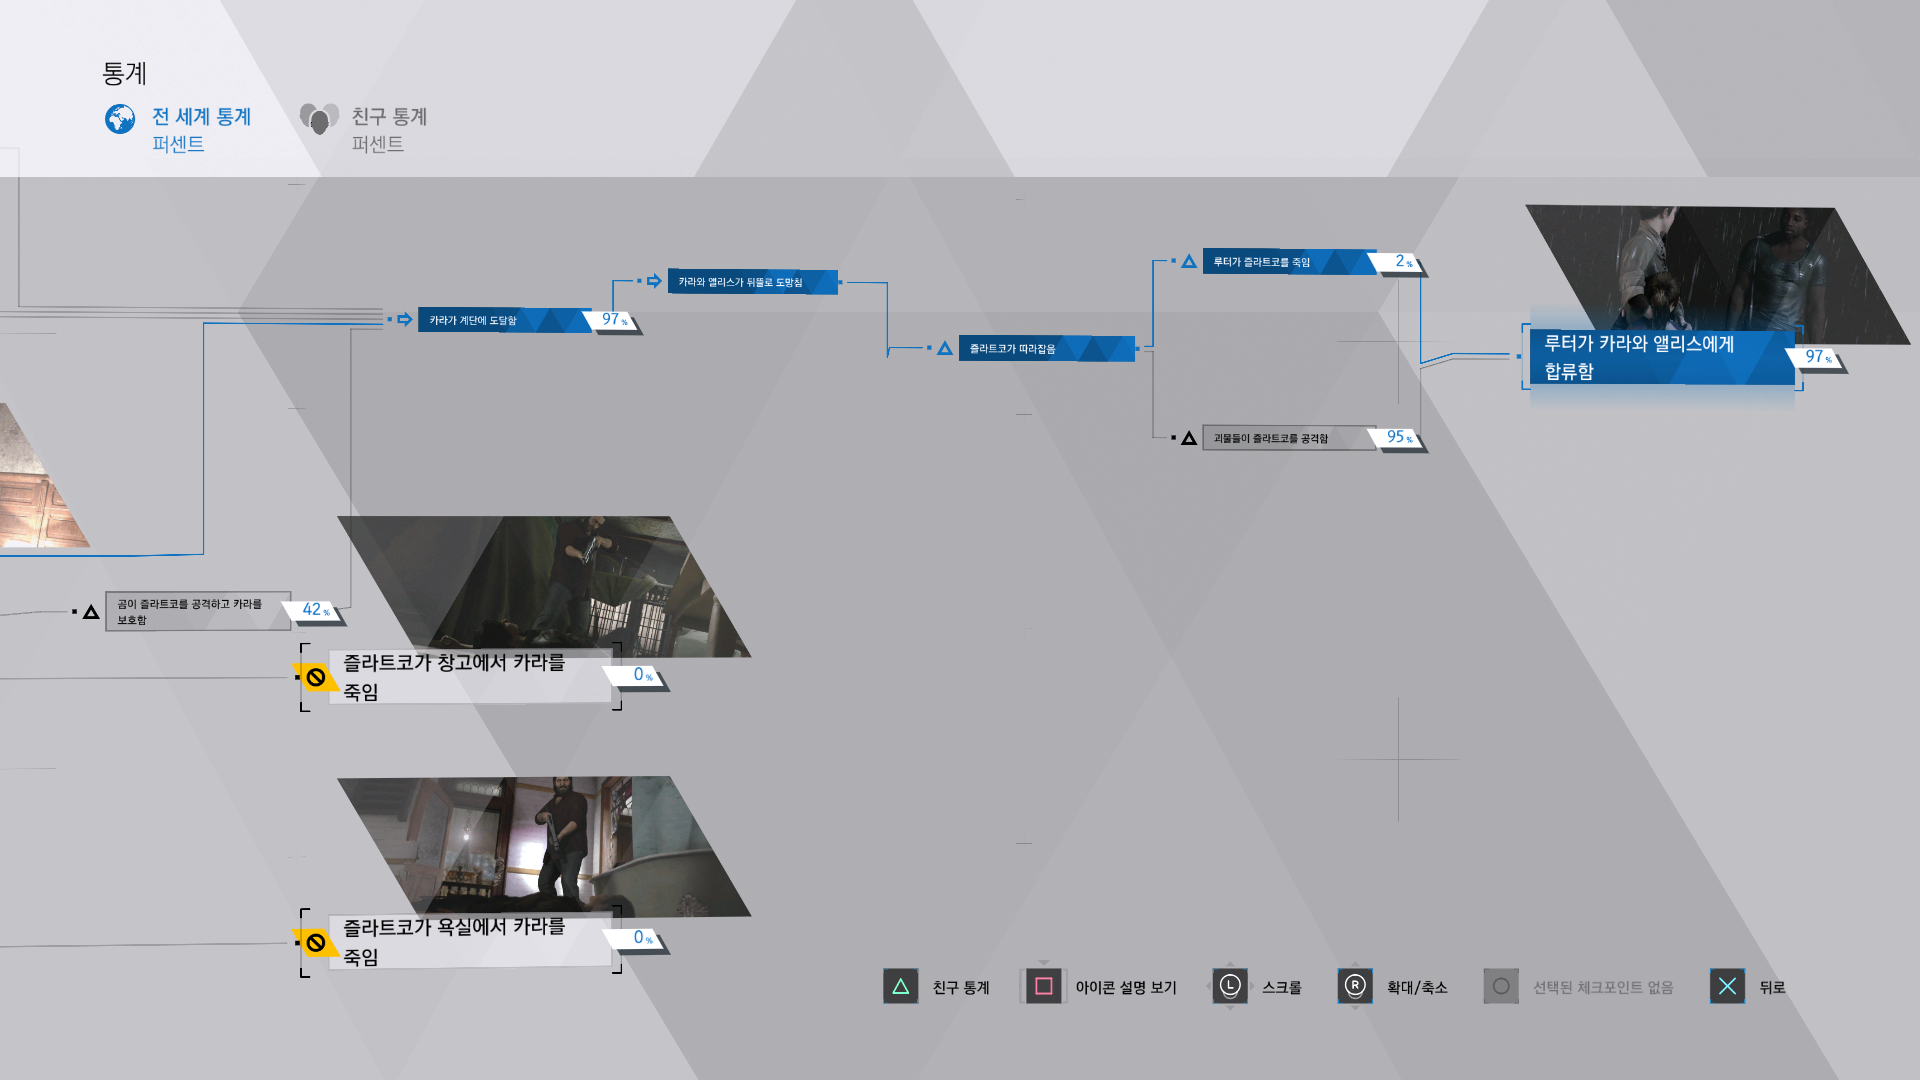 통계
전 세계 통계
퍼센트
친구 통계
퍼센트
루터가 즐라트코를 죽임
2%
카라와 앨리스가 뒤뜰로 도망침
카라가 계단에 도달함
97%
즐라트코가 따라잡음
루터가 카라와 앨리스에게
합류함
97%
괴물들이 즐라트코를 공격함
95%
곰이 즐라트코를 공격하고 카라를
보호함
42%
즐라트코가 창고에서 카라를
죽임
0%
즐라트코가 욕실에서 카라를
죽임
0%
친구 통계
아이콘 설명 보기
L
스크롤
R
확대/축소
선택된 체크포인트 없음
뒤로